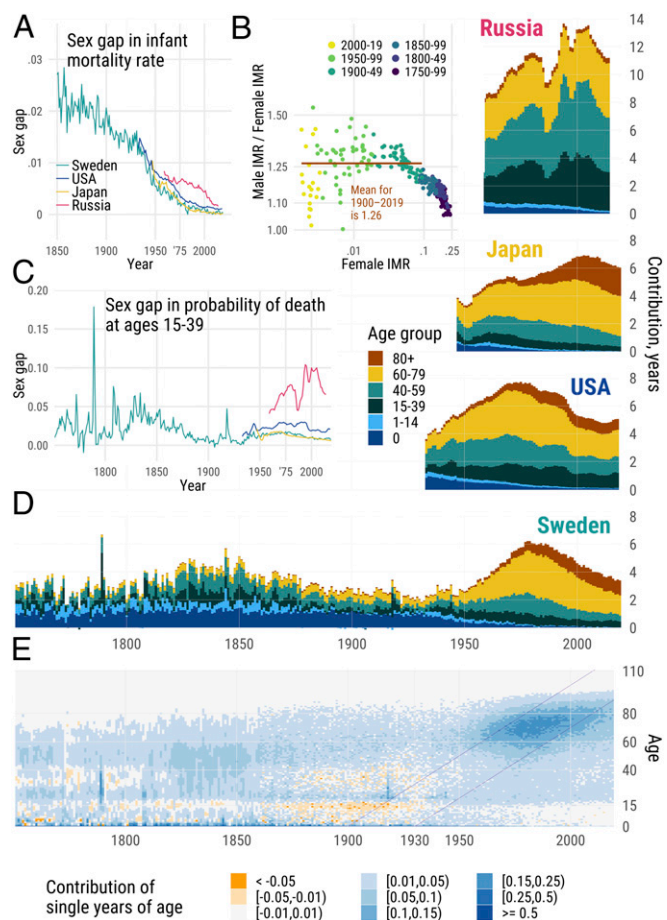 A
Sex gap in infant
mortality rate
.03
.02
.01
0
Sex gap
Sweden
USA
Japan
Russia
1850
1900
1950
'75
2000
Year
B
2000-19
1950-99
1900-49
1850-99
1800-49
1750-99
1.50
1.25
1.10
1.00
Male IMR / Female IMR
Mean for
1900–2019
is 1.26
.01
.1
.25
Female IMR
Russia
14
12
10
8
6
4
2
0
Japan
8
6
4
2
0
Contribution, years
C
Sex gap in probability of death
at ages 15-39
0.20
0.15
0.10
0.05
0.00
Sex gap
1800
1850
1900
1950
'75
2000
Year
Age group
80+
60-79
40-59
15-39
1-14
0
USA
8
6
4
2
0
D
Sweden
8
6
4
2
0
1800
1850
1900
1950
2000
E
110
80
60
40
15
0
Age
1800
1850
1900
1930
1950
2000
Contribution of
single years of age
< -0.05
[-0.05,-0.01)
[-0.01,0.01)
[0.01,0.05)
[0.05,0.1)
[0.1,0.15)
[0.15,0.25)
[0.25,0.5)
>= 0.5